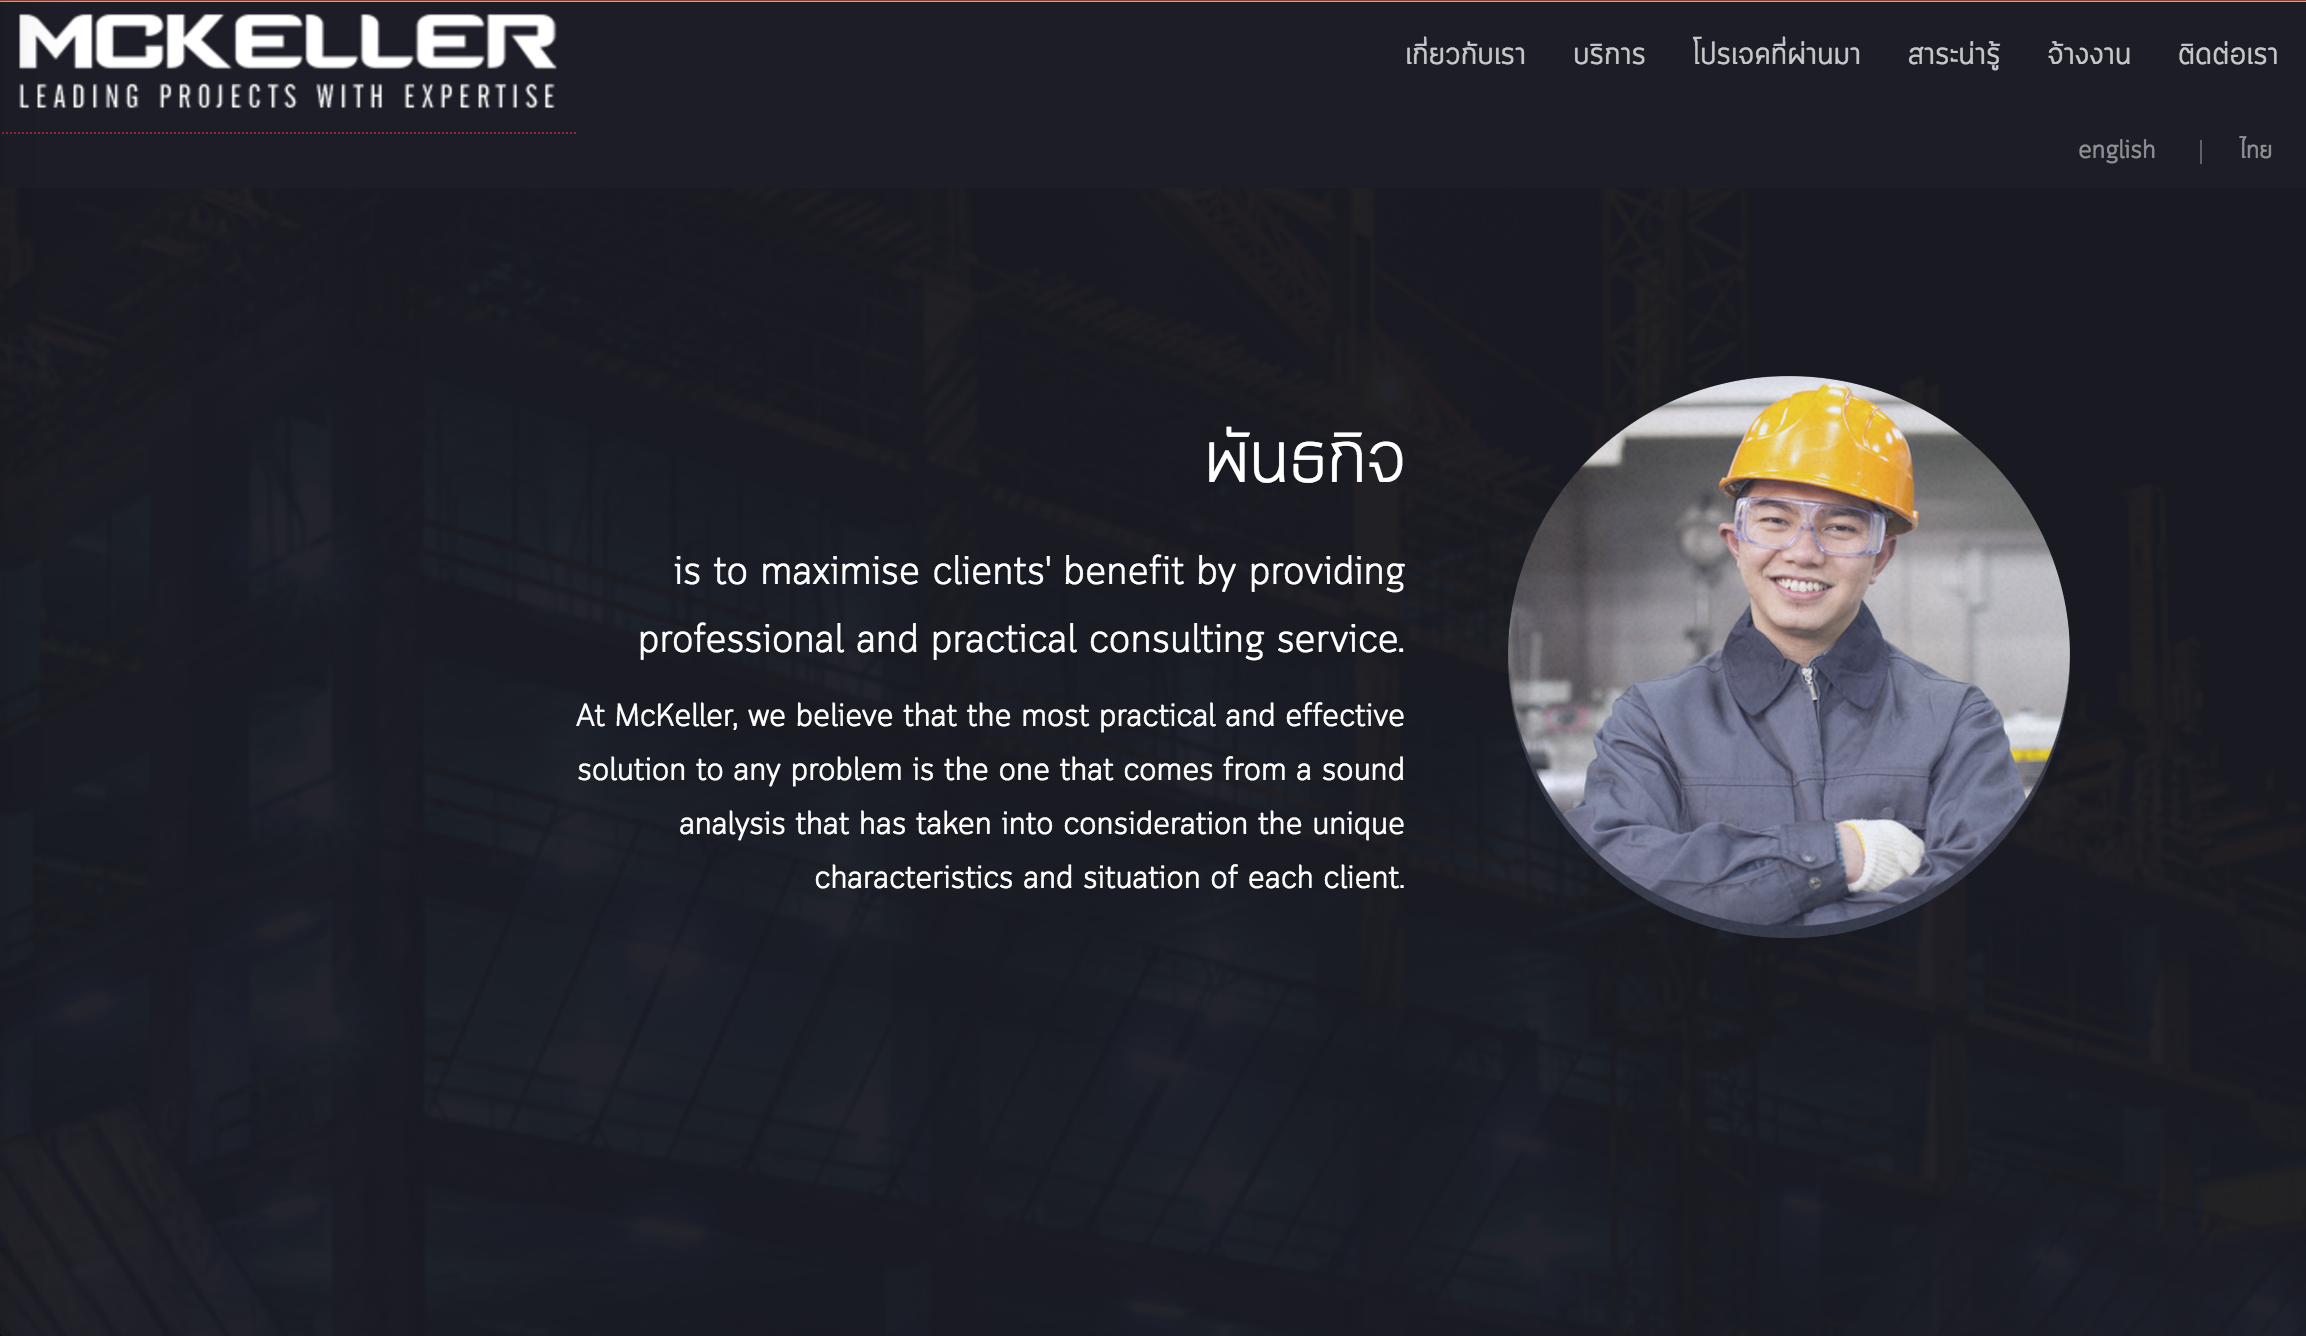 MCKELLER
LEADING PROJECTS WITH EXPERTISE
เกี่ยวกับเรา บริการ โปรเจคที่ผ่านมา สาระน่ารู้ จ้างงาน ติดต่อเรา
english | ไทย
พันธกิจ
is to maximise clients' benefit by providing
professional and practical consulting service.
At McKeller, we believe that the most practical and effective
solution to any problem is the one that comes from a sound
analysis that has taken into consideration the unique
characteristics and situation of each client.